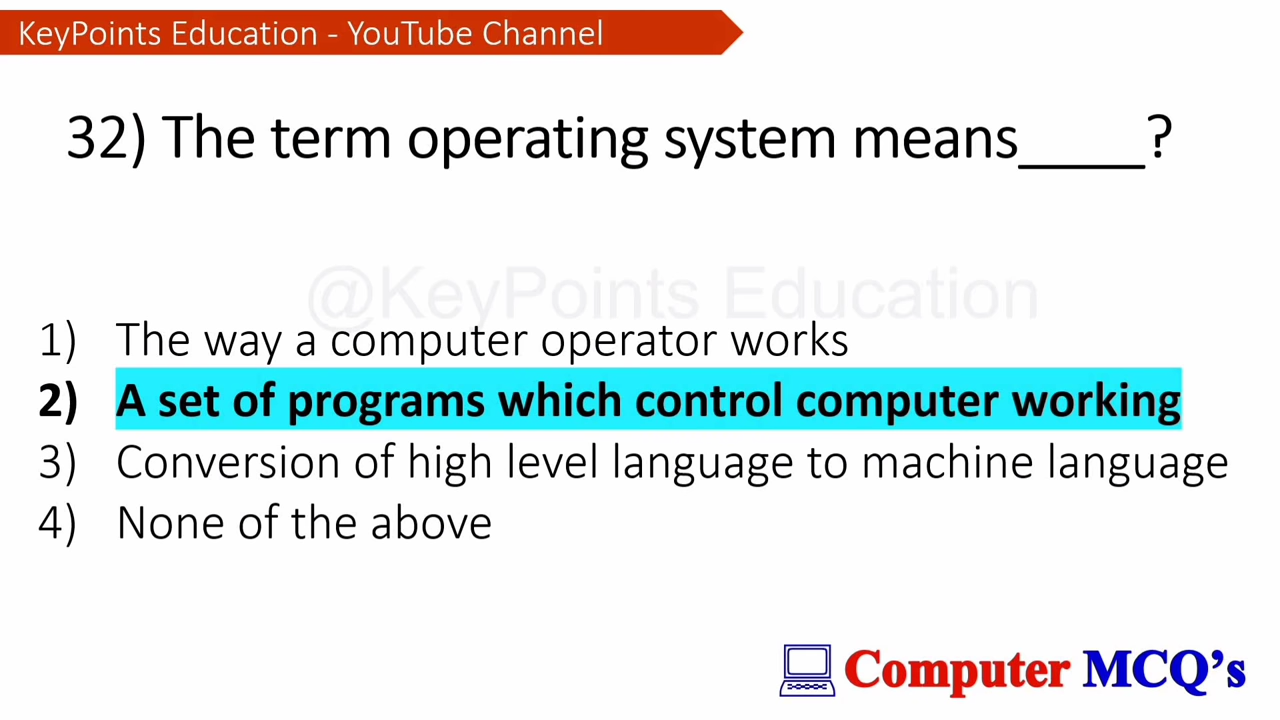 KeyPoints Education - YouTube Channel
32) The term operating system means____?
@KeyPoints Education
1) The way a computer operator works
2) A set of programs which control computer working
3) Conversion of high level language to machine language
4) None of the above
Computer MCQ's